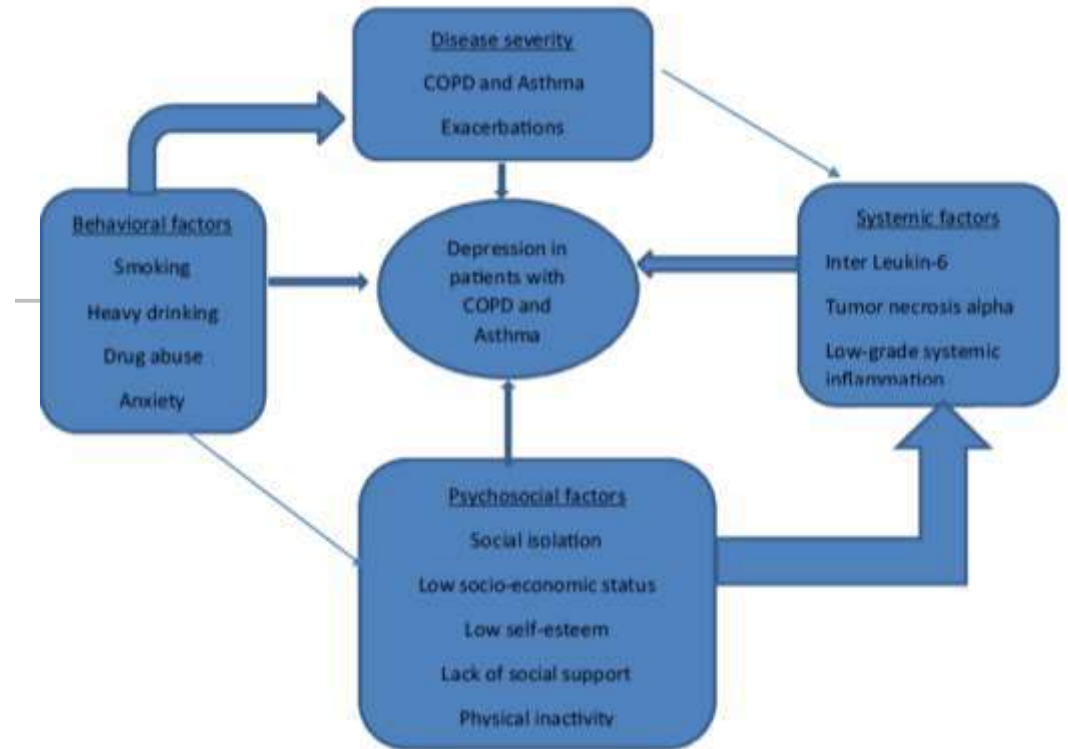 Disease severity
COPD and Asthma
Exacerbations
Behavioral factors
Smoking
Heavy drinking
Drug abuse
Anxiety
Depression in
patients with
COPD and
Asthma
Systemic factors
Inter Leukin-6
Tumor necrosis alpha
Low-grade systemic
inflammation
Psychosocial factors
Social isolation
Low socio-economic status
Low self-esteem
Lack of social support
Physical inactivity